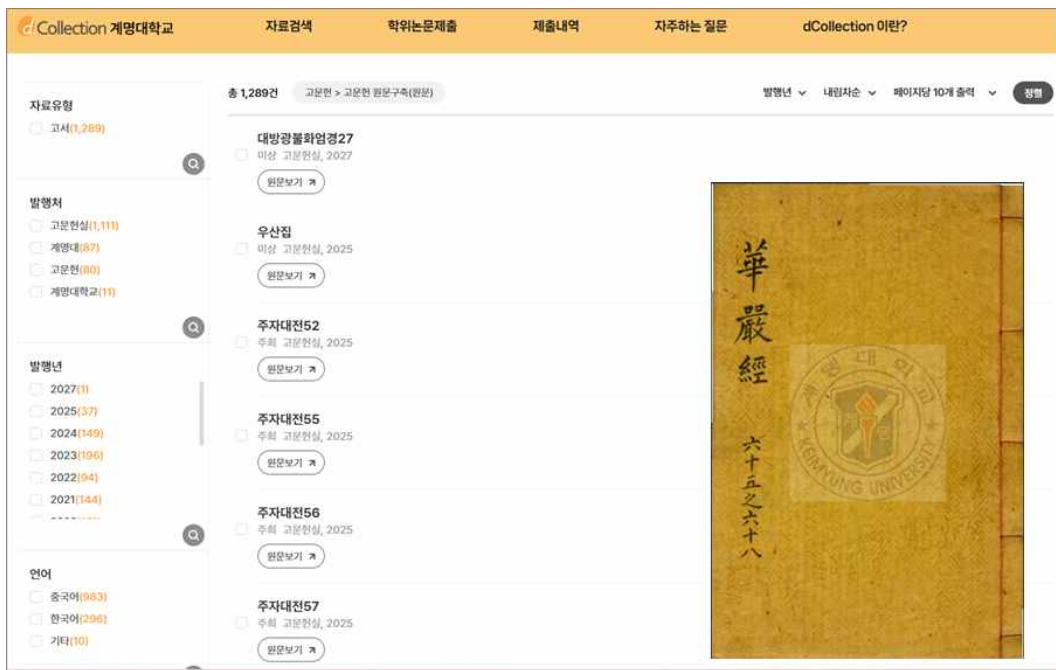 dCollection 계명대학교
자료검색
학위논문제출
제출내역
자주하는 질문
dCollection 이란?
자료유형
고서(1,289)
발행처
고문헌실(1,111)
계명대(87)
고문헌(80)
계명대학교(11)
발행년
2027(1)
2025(37)
2024(149)
2023(196)
2022(94)
2021(144)
언어
중국어(983)
한국어(296)
기타(10)
총 1,289건
고문헌 > 고문헌 원문구축(원문)
발행년
내림차순
페이지당 10개 출력
정렬
대방광불화엄경27
미상 고문헌실, 2027
원문보기
우산집
미상 고문헌실, 2025
원문보기
주자대전52
주희 고문헌실, 2025
원문보기
주자대전55
주희 고문헌실, 2025
원문보기
주자대전56
주희 고문헌실, 2025
원문보기
주자대전57
주희 고문헌실, 2025
원문보기
華嚴經
六十五之六十八
계명대학교
KEIMYUNG UNIVERSITY